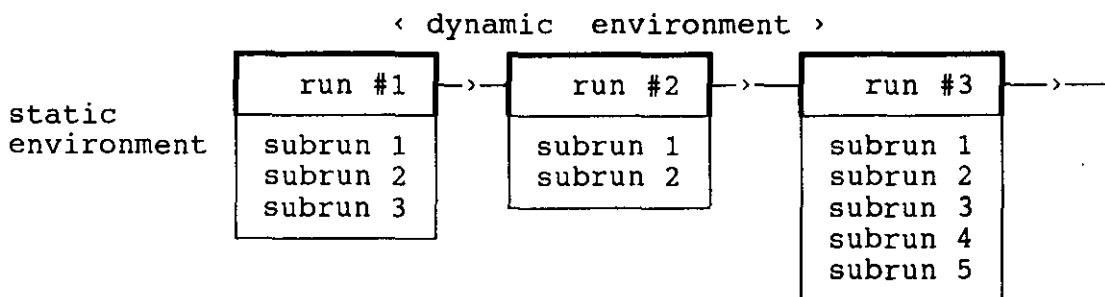 ‹ dynamic environment ›
run #1 run #2 run #3
static
environment
subrun 1
subrun 2
subrun 3
subrun 1
subrun 2
subrun 1
subrun 2
subrun 3
subrun 4
subrun 5